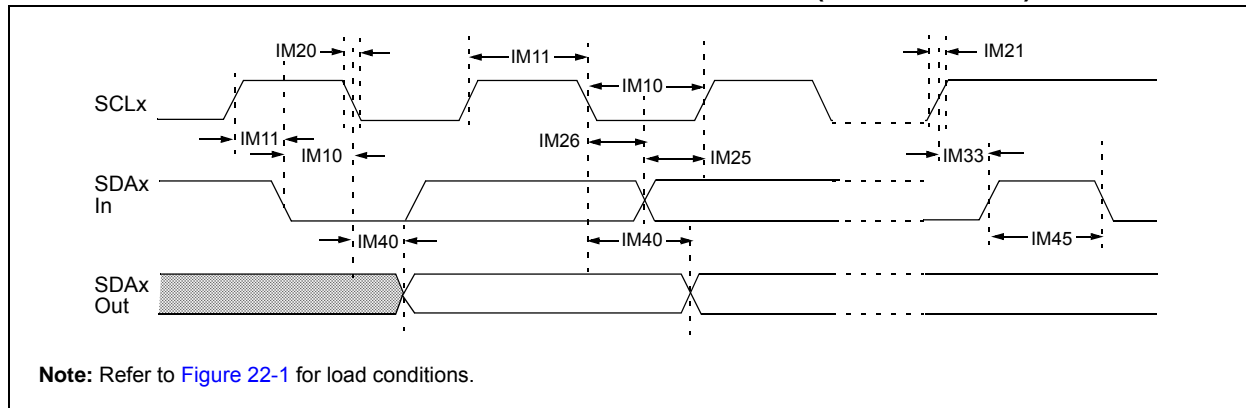 IM20
IM11
IM21
SCLx
IM10
IM11
IM10
IM26
IM25
IM33
SDAx
In
IM40
IM40
IM45
SDAx
Out
Note: Refer to Figure 22-1 for load conditions.